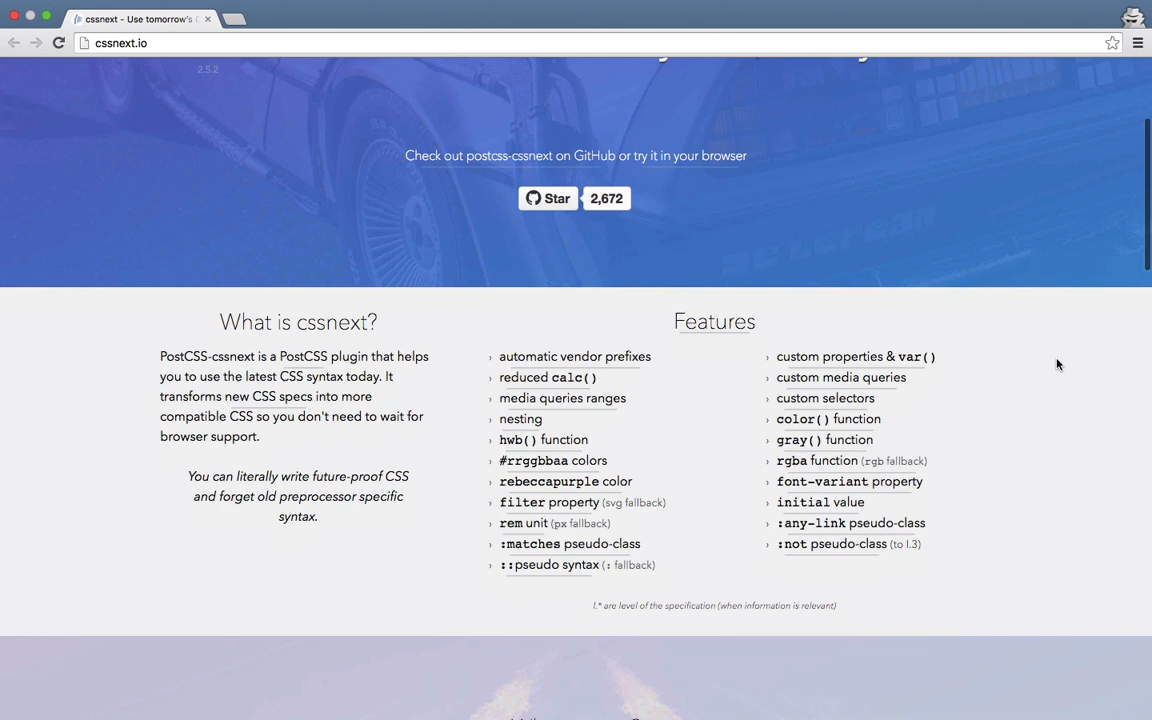 cssnext - Use tomorrow's
cssnext.io
2.5.2
Check out postcss-cssnext on GitHub or try it in your browser
Star 2,672
What is cssnext?
PostCSS-cssnext is a PostCSS plugin that helps
you to use the latest CSS syntax today. It
transforms new CSS specs into more
compatible CSS so you don't need to wait for
browser support.
You can literally write future-proof CSS
and forget old preprocessor specific
syntax.
Features
› automatic vendor prefixes
› reduced calc()
› media queries ranges
› nesting
› hwb() function
› #rrggbbaa colors
› rebeccapurple color
› filter property (svg fallback)
› rem unit (px fallback)
› :matches pseudo-class
› ::pseudo syntax (: fallback)
› custom properties & var()
› custom media queries
› custom selectors
› color() function
› gray() function
› rgba function (rgb fallback)
› font-variant property
› initial value
› :any-link pseudo-class
› :not pseudo-class (to l.3)
l.* are level of the specification (when information is relevant)